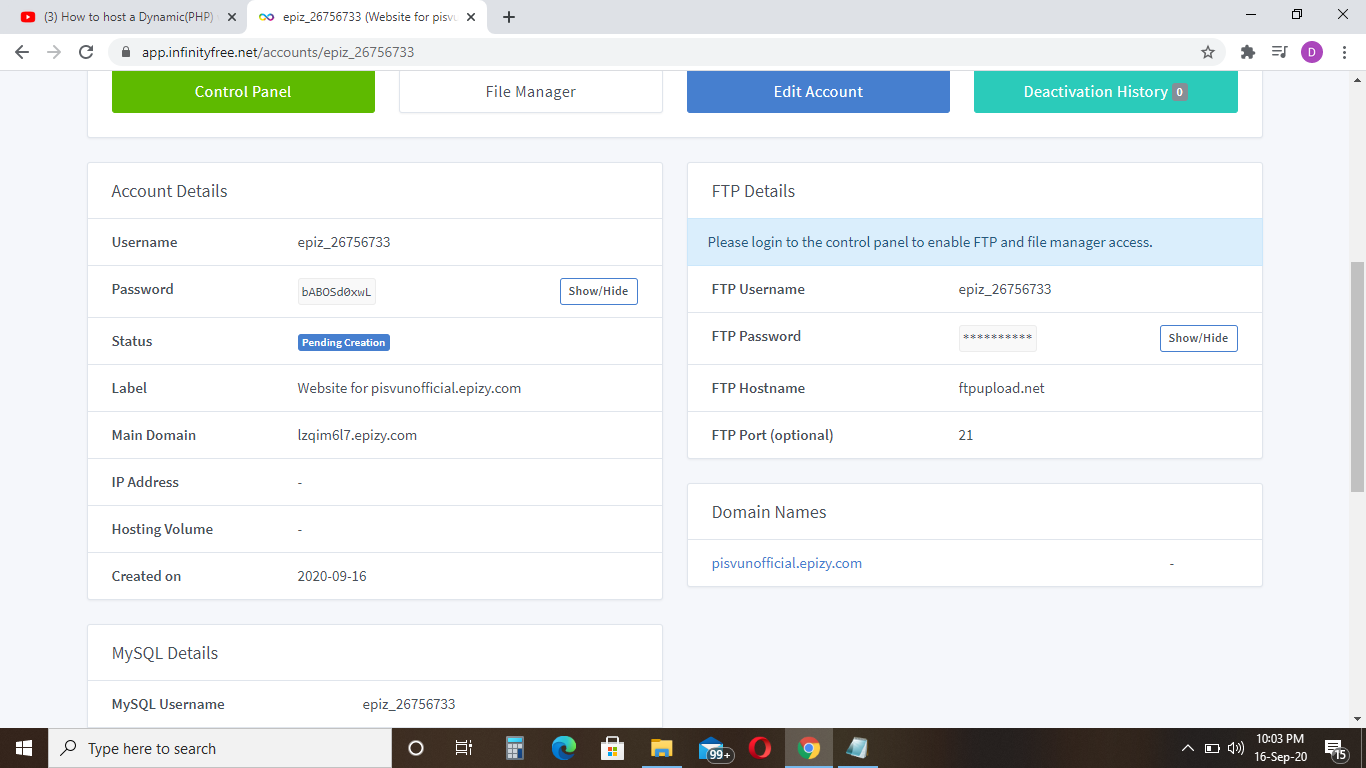 (3) How to host a Dynamic(PHP)
epiz_26756733 (Website for pisvu
app.infinityfree.net/accounts/epiz_26756733
D
Control Panel
File Manager
Edit Account
Deactivation History 0
Account Details
Username epiz_26756733
Password bABOSd0xwL Show/Hide
Status Pending Creation
Label Website for pisvunofficial.epizy.com
Main Domain lzqim6l7.epizy.com
IP Address -
Hosting Volume -
Created on 2020-09-16
MySQL Details
MySQL Username epiz_26756733
FTP Details
Please login to the control panel to enable FTP and file manager access.
FTP Username epiz_26756733
FTP Password ********** Show/Hide
FTP Hostname ftpupload.net
FTP Port (optional) 21
Domain Names
pisvunofficial.epizy.com -
Type here to search
99+
10:03 PM
16-Sep-20
15